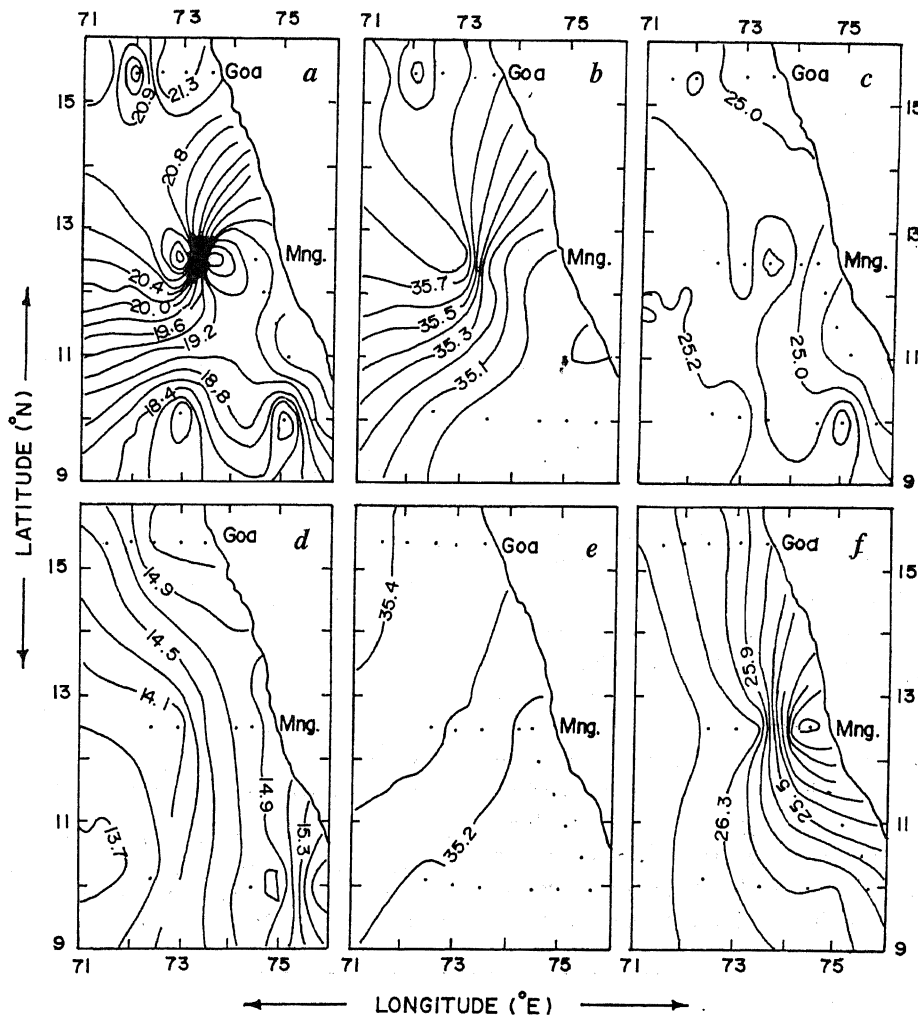 71 73 75
71 73 75
71 73 75
a
Goa
20.9
21.3
20.8
Mng.
20.4
20.0
19.6
19.2
18.8
18.4
15
13
11
9
b
Goa
35.7
35.5
35.3
35.1
c
Goa
25.0
Mng.
25.2
25.0
15
13
11
9
LATITUDE (°N)
d
Goa
14.9
14.5
14.1
Mng.
14.9
13.7
15.3
15
13
11
9
e
Goa
35.4
Mng.
35.2
f
Goa
25.9
Mng.
25.5
26.3
15
13
11
9
71 73 75
71 73 75
71 73 75
LONGITUDE (°E)